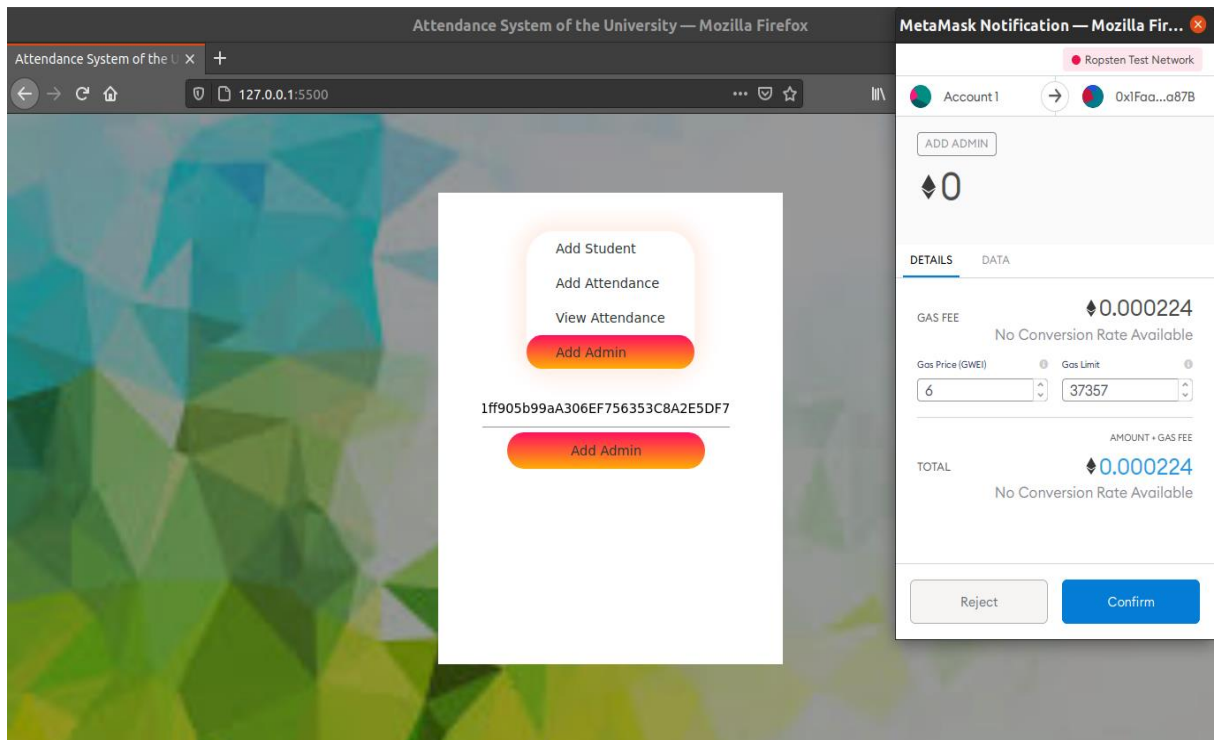 Attendance System of the University — Mozilla Firefox
Attendance System of the U
127.0.0.1:5500
Add Student
Add Attendance
View Attendance
Add Admin
1ff905b99aA306EF756353C8A2E5DF7
Add Admin
MetaMask Notification — Mozilla Fir...
Ropsten Test Network
Account 1
0x1Faa...a87B
ADD ADMIN
0
DETAILS DATA
GAS FEE 0.000224
No Conversion Rate Available
Gas Price (GWEI) Gas Limit
6 37357
AMOUNT + GAS FEE
TOTAL 0.000224
No Conversion Rate Available
Reject Confirm